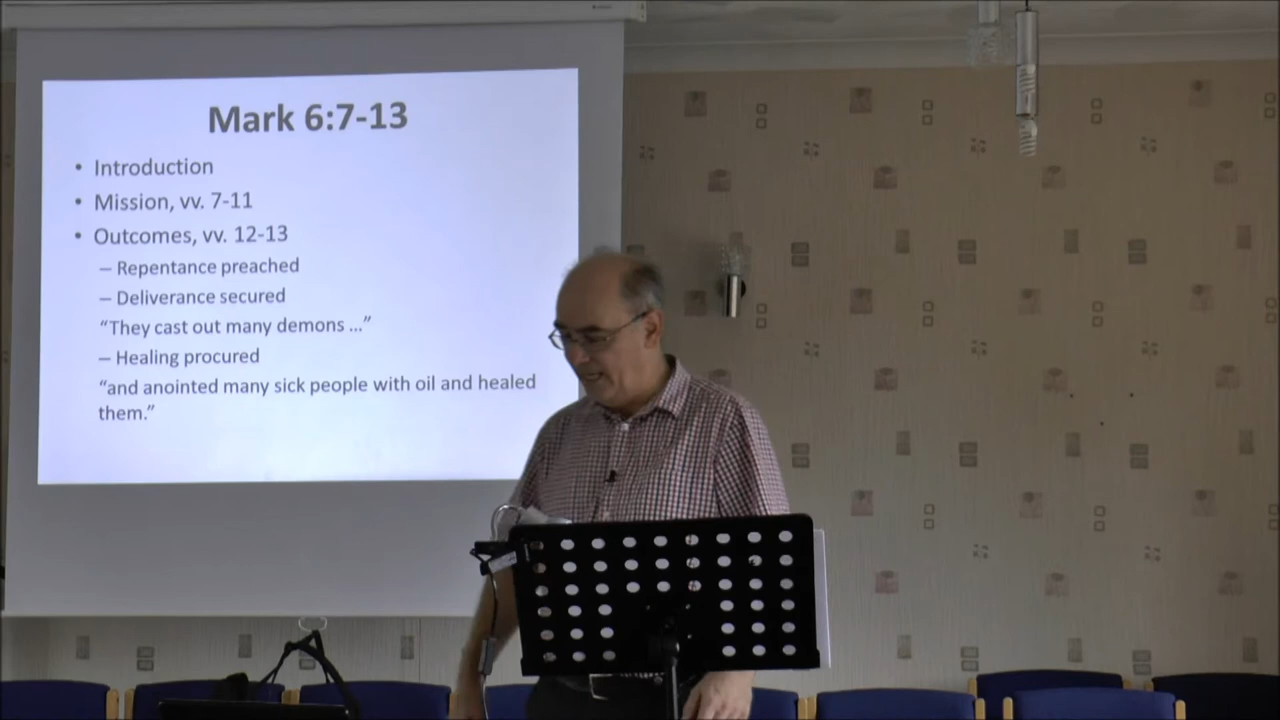 Mark 6:7-13
• Introduction
• Mission, vv. 7-11
• Outcomes, vv. 12-13
– Repentance preached
– Deliverance secured
“They cast out many demons ...”
– Healing procured
“and anointed many sick people with oil and healed
them.”